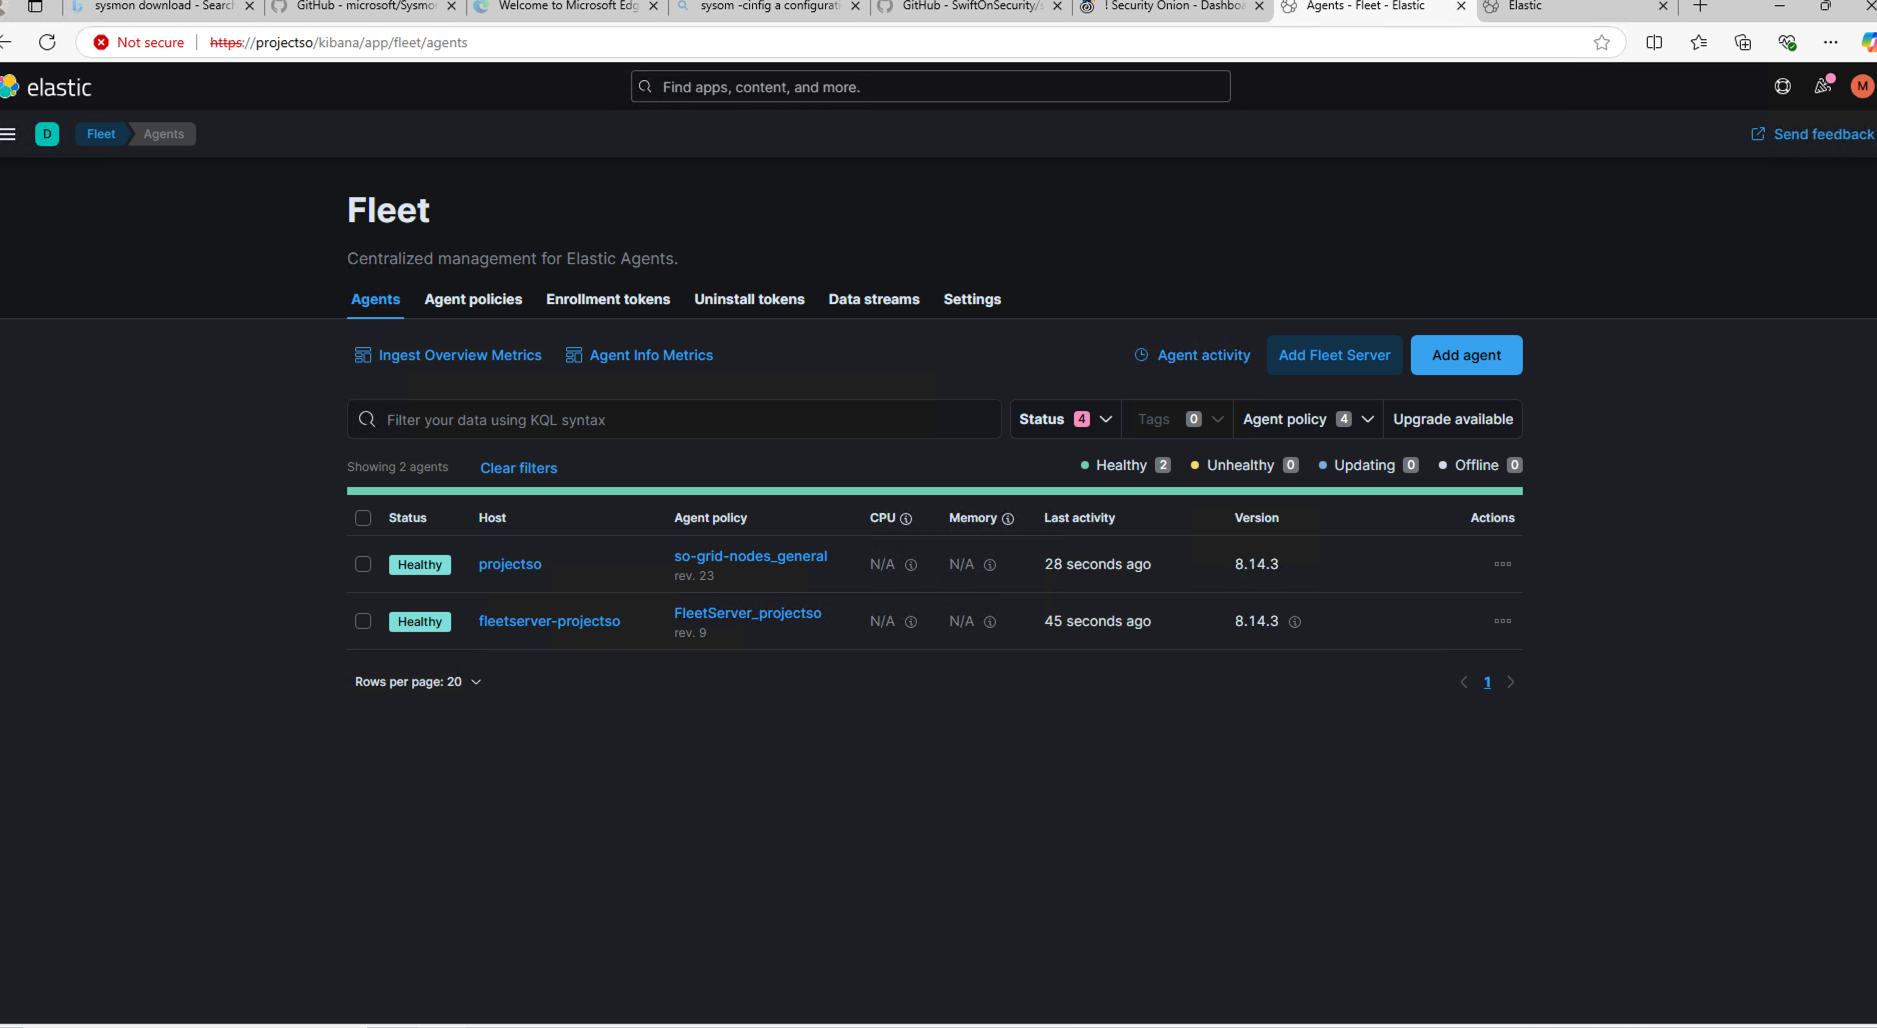 sysmon download - Search
GitHub - microsoft/Sysmo
Welcome to Microsoft Edg
sysom -cinfig a configurati
GitHub - SwiftOnSecurity/s
! Security Onion - Dashboa
Agents - Fleet - Elastic
Elastic
Not secure
https://projectso/kibana/app/fleet/agents
elastic
Find apps, content, and more.
M
D
Fleet
Agents
Send feedback
Fleet
Centralized management for Elastic Agents.
Agents
Agent policies
Enrollment tokens
Uninstall tokens
Data streams
Settings
Ingest Overview Metrics
Agent Info Metrics
Agent activity
Add Fleet Server
Add agent
Filter your data using KQL syntax
Status 4
Tags 0
Agent policy 4
Upgrade available
Showing 2 agents
Clear filters
Healthy 2
Unhealthy 0
Updating 0
Offline 0
Status Host Agent policy CPU Memory Last activity Version Actions
Healthy projectso so-grid-nodes_general N/A N/A 28 seconds ago 8.14.3
rev. 23
Healthy fleetserver-projectso FleetServer_projectso N/A N/A 45 seconds ago 8.14.3
rev. 9
Rows per page: 20
1